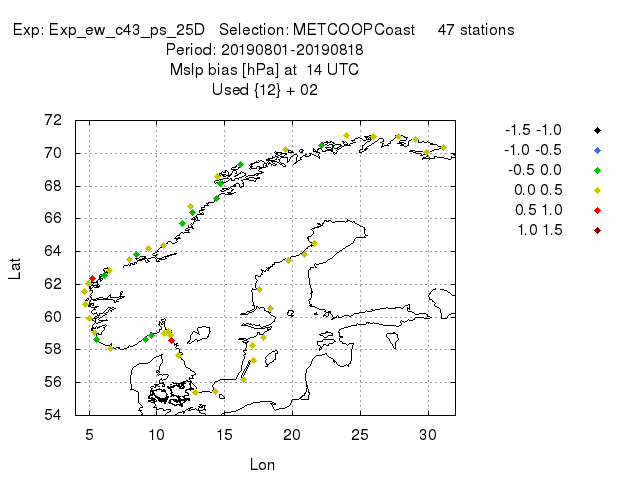 Exp: Exp_ew_c43_ps_25D Selection: METCOOPCoast 47 stations
Period: 20190801-20190818
Mslp bias [hPa] at 14 UTC
Used {12} + 02
72
70
68
66
64
62
60
58
56
54
Lat
5 10 15 20 25 30
Lon
-1.5 -1.0
-1.0 -0.5
-0.5 0.0
0.0 0.5
0.5 1.0
1.0 1.5